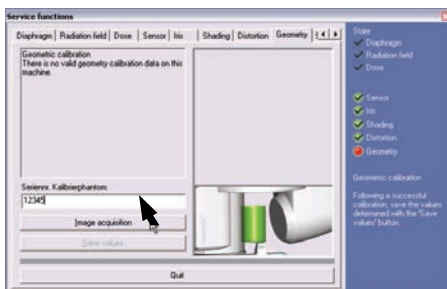 Service functions
Diaphragm Radiation field Dose Sensor Iris Shading Distortion Geometry
Geometric calibration
There is no valid geometry calibration data on this
machine.
Seriennr. Kalibrierphantom:
12345
Image acquisition
Save values
Quit
State
Diaphragm
Radiation field
Dose
Sensor
Iris
Shading
Distortion
Geometry
Geometric calibration
Following a successful
calibration, save the values
determined with the 'Save
values' button.